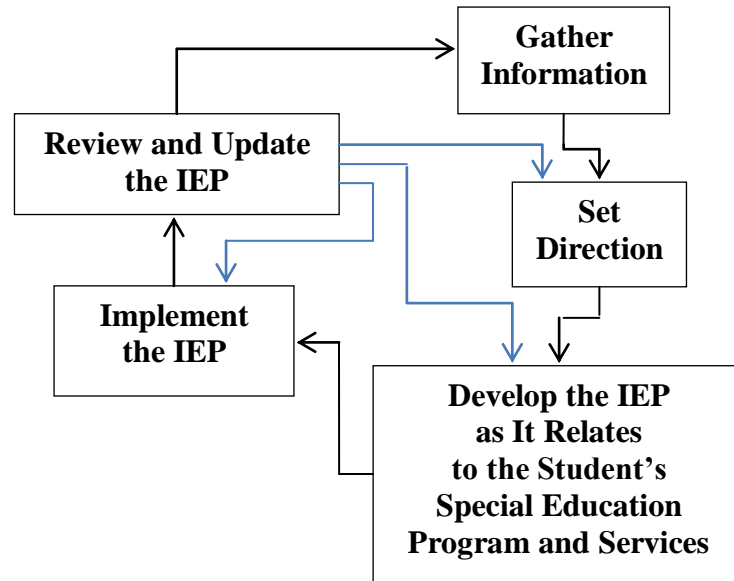 Gather
Information
Review and Update
the IEP
Set
Direction
Implement
the IEP
Develop the IEP
as It Relates
to the Student’s
Special Education
Program and Services